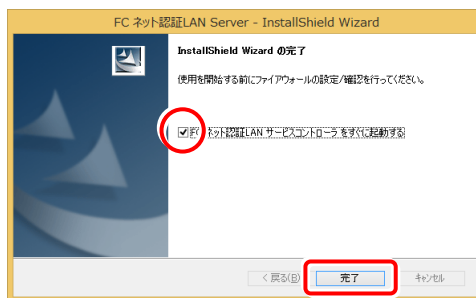 FC ネット認証LAN Server - InstallShield Wizard
InstallShield Wizard の完了
使用を開始する前にファイアウォールの設定/確認を行ってください。
FC ネット認証LAN サービスコントローラ をすぐに起動する
< 戻る(B)
完了
キャンセル